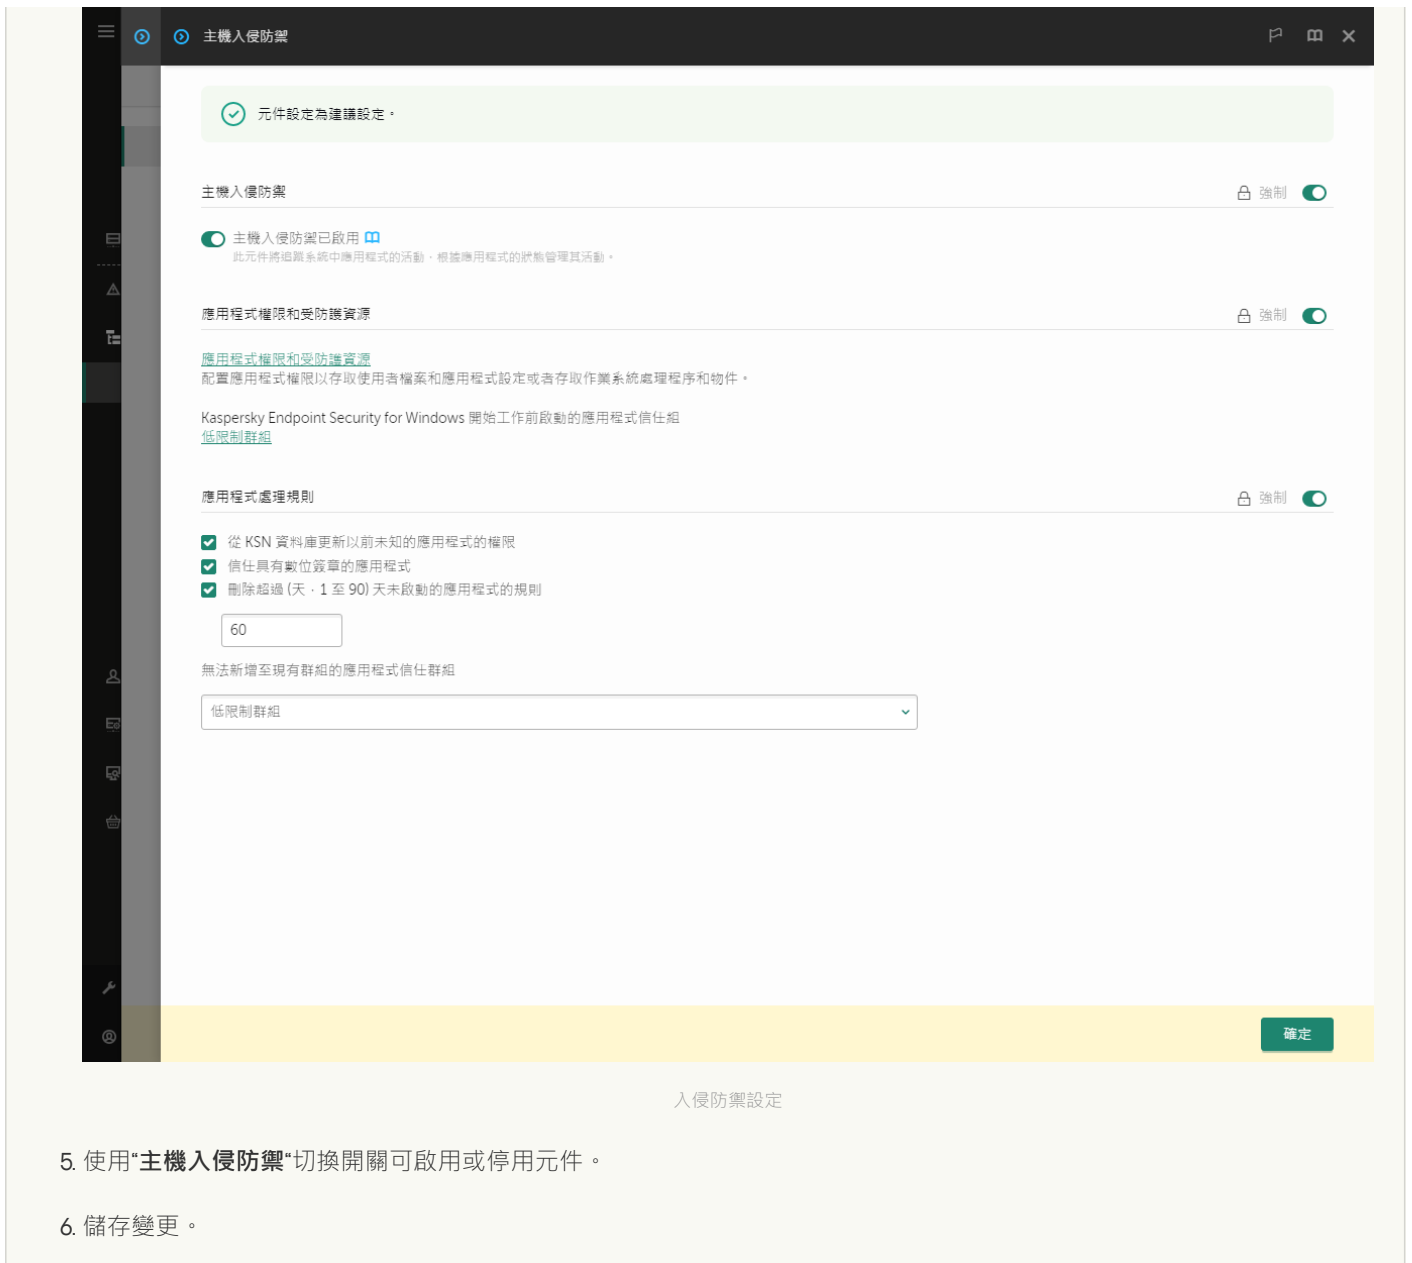 主機入侵防禦
元件設定為建議設定。
主機入侵防禦
強制
主機入侵防禦已啟用
此元件將追蹤系統中應用程式的活動，根據應用程式的狀態管理其活動。
應用程式權限和受防護資源
強制
應用程式權限和受防護資源
配置應用程式權限以存取使用者檔案和應用程式設定或者存取作業系統處理程序和物件。
Kaspersky Endpoint Security for Windows 開始工作前啟動的應用程式信任組
低限制群組
應用程式處理規則
強制
從 KSN 資料庫更新以前未知的應用程式的權限
信任具有數位簽章的應用程式
刪除超過 (天，1 至 90) 天未啟動的應用程式的規則
60
無法新增至現有群組的應用程式信任群組
低限制群組
確定
入侵防禦設定
5. 使用“主機入侵防禦“切換開關可啟用或停用元件。
6. 儲存變更。